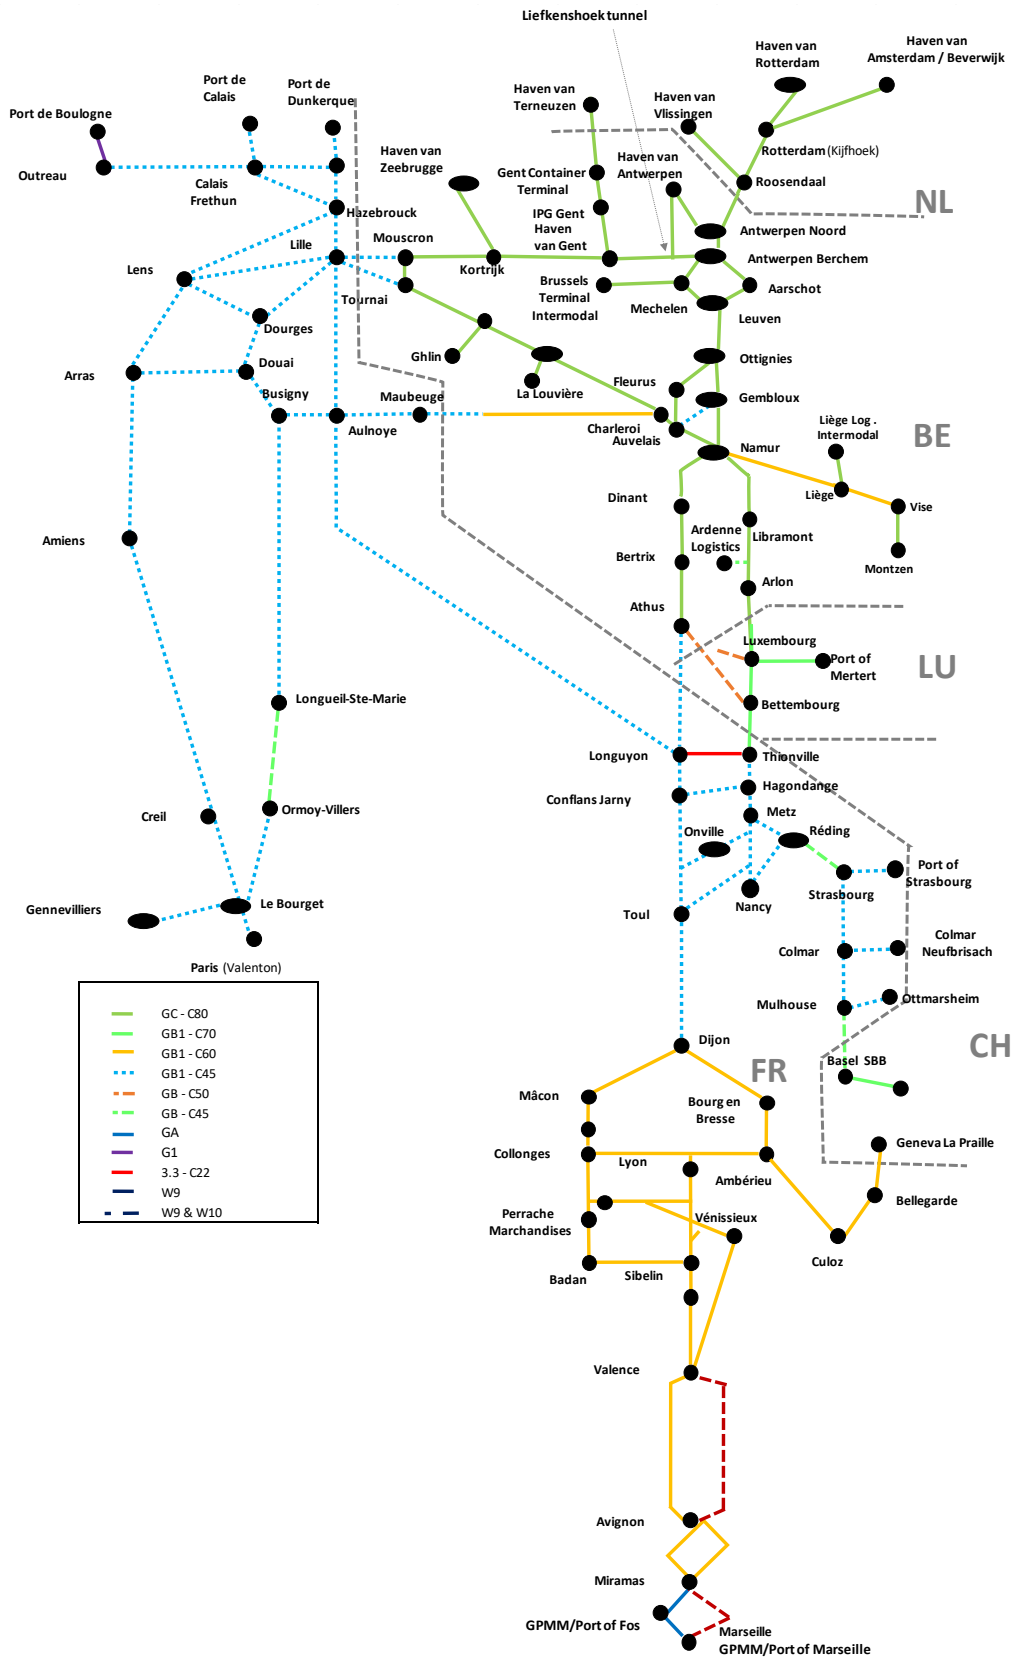 Liefkenshoek tunnel
Haven van
Rotterdam
Haven van
Amsterdam / Beverwijk
Port de
Calais
Port de
Dunkerque
Haven van
Terneuzen
Haven van
Vlissingen
Port de Boulogne
Haven van
Zeebrugge
Rotterdam (Kijfhoek)
Outreau
Calais
Frethun
Gent Container
Terminal
Haven van
Antwerpen
Roosendaal
NL
Hazebrouck
IPG Gent
Haven
van Gent
Antwerpen Noord
Lille
Mouscron
Kortrijk
Antwerpen Berchem
Lens
Tournai
Brussels
Terminal
Intermodal
Mechelen
Aarschot
Leuven
Dourges
Ghlin
Ottignies
Arras
Douai
La Louvière
Fleurus
Busigny
Maubeuge
Gembloux
Aulnoye
Charleroi
Auvelais
Liège Log .
Intermodal
BE
Namur
Dinant
Liège
Vise
Amiens
Ardenne
Logistics
Libramont
Bertrix
Montzen
Arlon
Athus
Luxembourg
Port of
Mertert
LU
Longueil-Ste-Marie
Bettembourg
Longuyon
Thionville
Conflans Jarny
Hagondange
Creil
Ormoy-Villers
Metz
Onville
Réding
Port of
Strasbourg
Strasbourg
Gennevilliers
Le Bourget
Toul
Nancy
Colmar
Colmar
Neufbrisach
Paris (Valenton)
Mulhouse
Ottmarsheim
GC - C80
GB1 - C70
GB1 - C60
GB1 - C45
GB - C50
GB - C45
GA
G1
3.3 - C22
W9
W9 & W10
Dijon
FR
Basel SBB
CH
Mâcon
Bourg en
Bresse
Collonges
Lyon
Ambérieu
Geneva La Praille
Bellegarde
Perrache
Marchandises
Vénissieux
Culoz
Badan
Sibelin
Valence
Avignon
Miramas
GPMM/Port of Fos
Marseille
GPMM/Port of Marseille